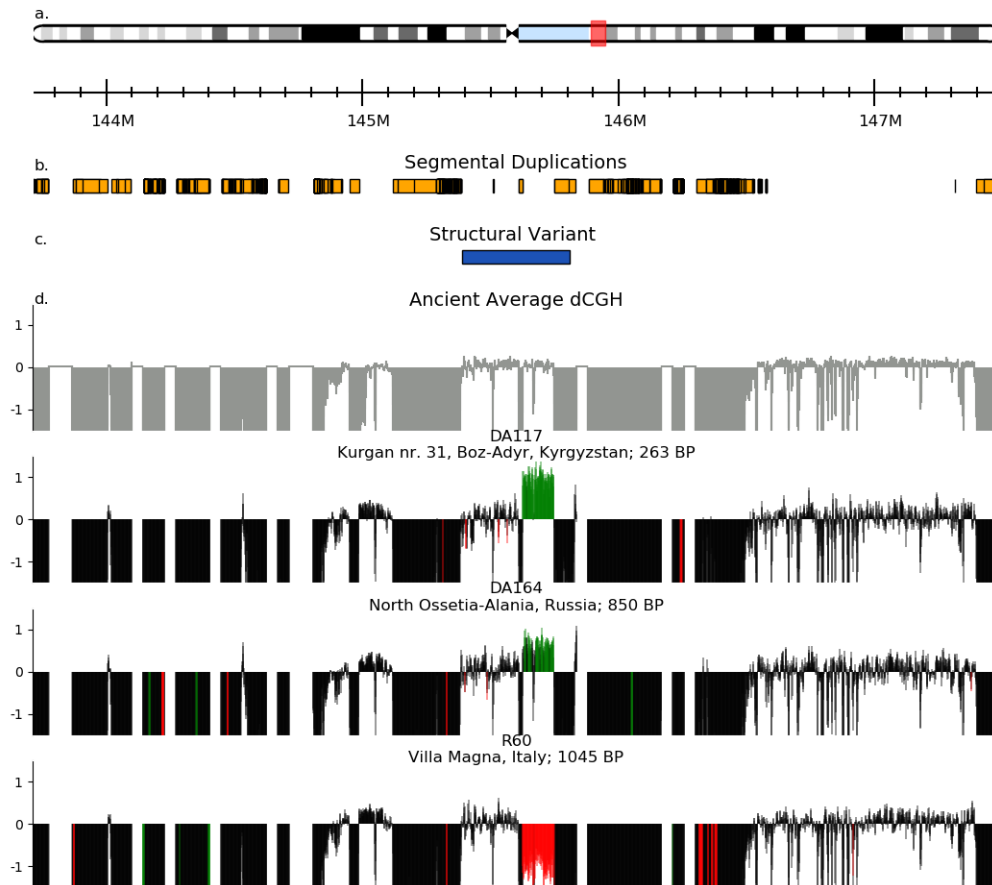 a.
144M 145M 146M 147M
Segmental Duplications
b.
Structural Variant
c.
d.
Ancient Average dCGH
1
0
-1
DA117
Kurgan nr. 31, Boz-Adyr, Kyrgyzstan; 263 BP
1
0
-1
DA164
North Ossetia-Alania, Russia; 850 BP
1
0
-1
R60
Villa Magna, Italy; 1045 BP
1
0
-1